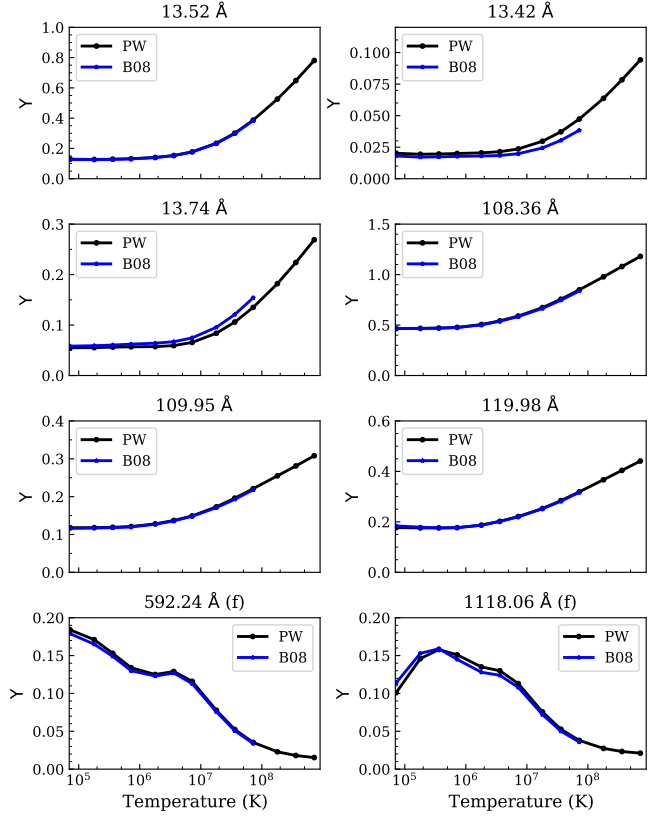 13.52 Å
1.0
0.8
0.6
0.4
0.2
0.0
Y
PW
B08
13.42 Å
0.100
0.075
0.050
0.025
0.000
Y
PW
B08
13.74 Å
0.3
0.2
0.1
0.0
Y
PW
B08
108.36 Å
1.5
1.0
0.5
0.0
Y
PW
B08
109.95 Å
0.4
0.3
0.2
0.1
0.0
Y
PW
B08
119.98 Å
0.6
0.4
0.2
0.0
Y
PW
B08
592.24 Å (f)
0.20
0.15
0.10
0.05
0.00
Y
PW
B08
10⁵ 10⁶ 10⁷ 10⁸
Temperature (K)
1118.06 Å (f)
0.20
0.15
0.10
0.05
0.00
Y
PW
B08
10⁵ 10⁶ 10⁷ 10⁸
Temperature (K)